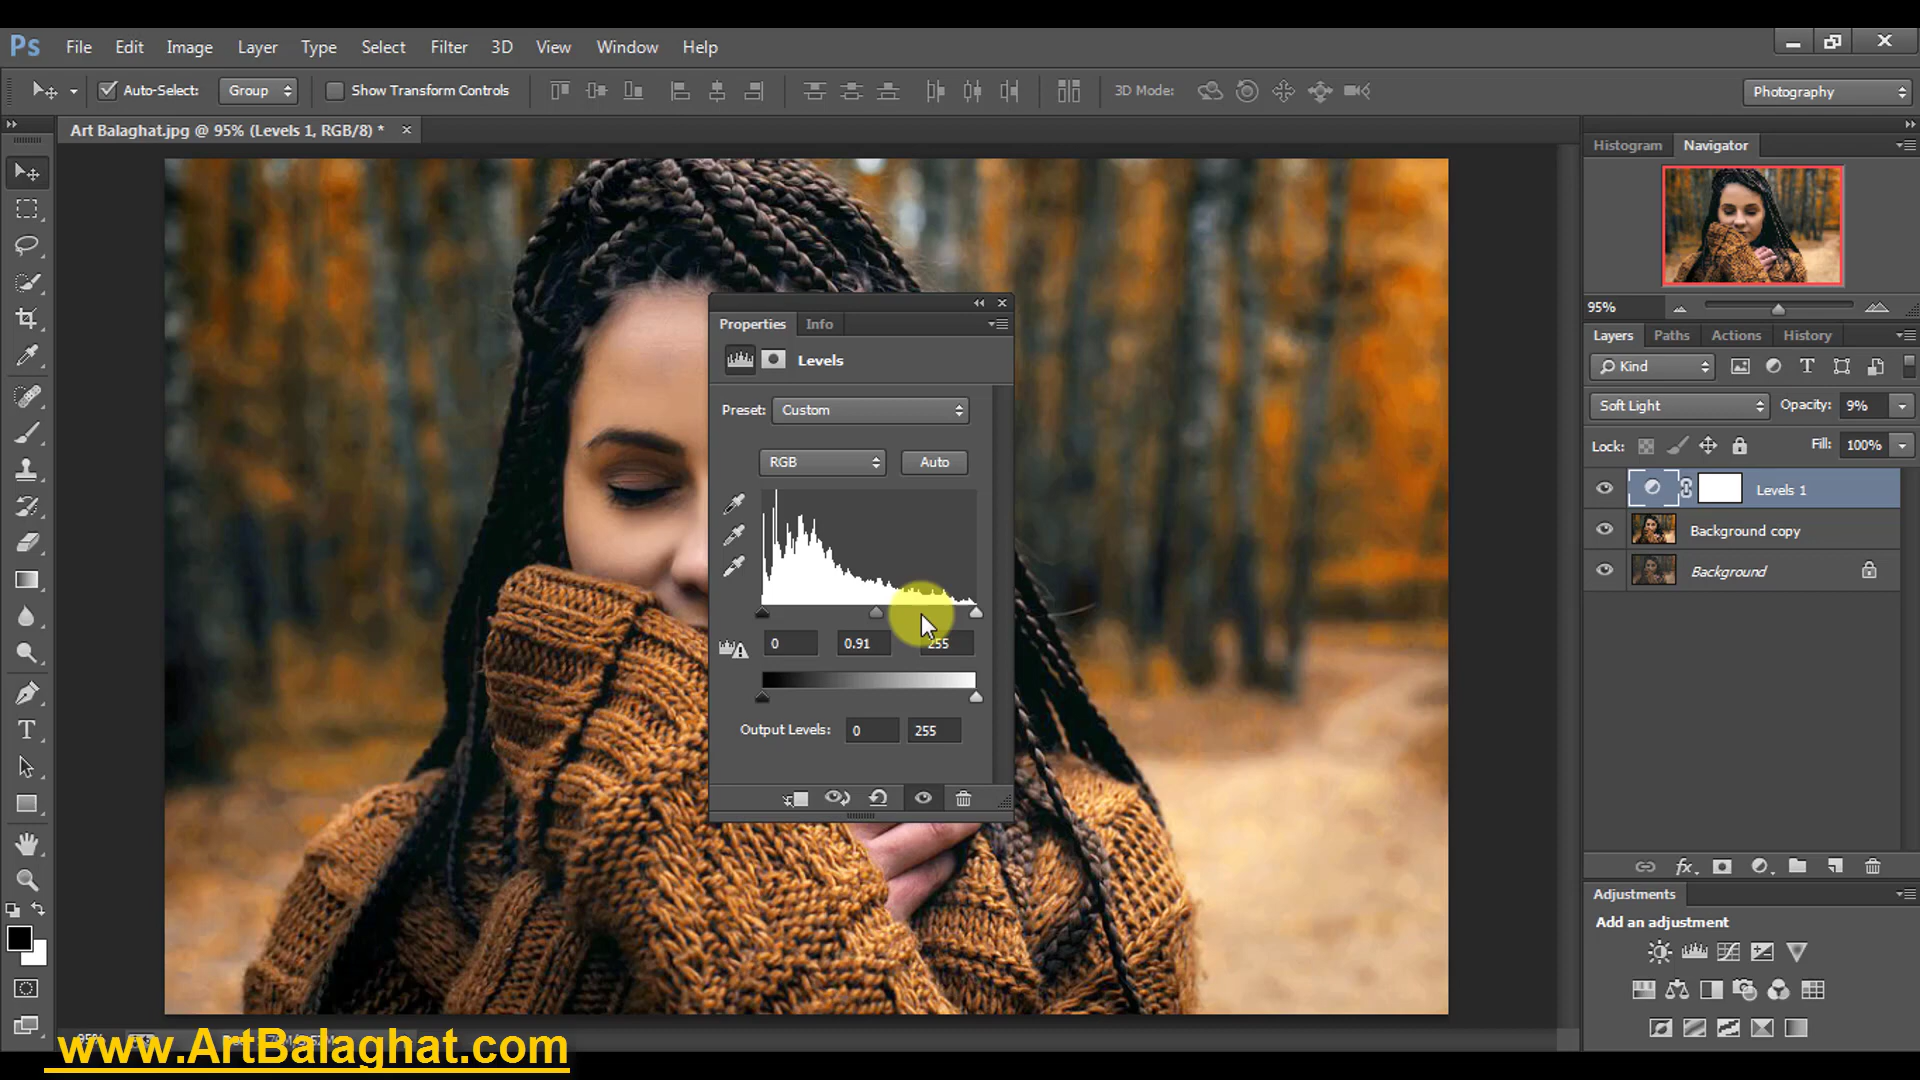 Ps File Edit Image Layer Type Select Filter 3D View Window Help
Auto-Select: Group Show Transform Controls 3D Mode: Photography
Art Balaghat.jpg @ 95% (Levels 1, RGB/8) *
Histogram Navigator
95%
Properties Info
Levels
Preset: Custom
RGB Auto
0 0.91 255
Output Levels: 0 255
Layers Paths Actions History
Kind
Soft Light Opacity: 9%
Lock: Fill: 100%
Levels 1
Background copy
Background
Adjustments
Add an adjustment
www.ArtBalaghat.com